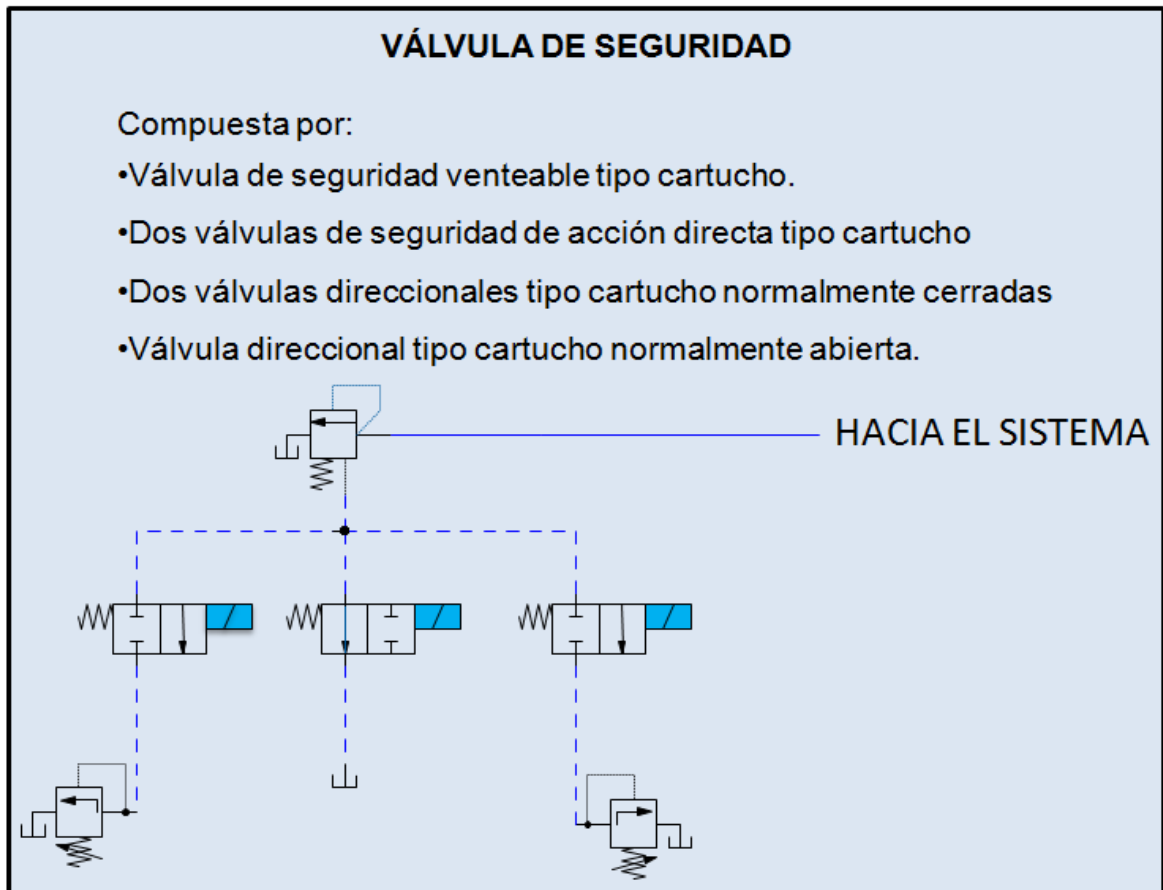 VÁLVULA DE SEGURIDAD
Compuesta por:
•Válvula de seguridad venteable tipo cartucho.
•Dos válvulas de seguridad de acción directa tipo cartucho
•Dos válvulas direccionales tipo cartucho normalmente cerradas
•Válvula direccional tipo cartucho normalmente abierta.
HACIA EL SISTEMA